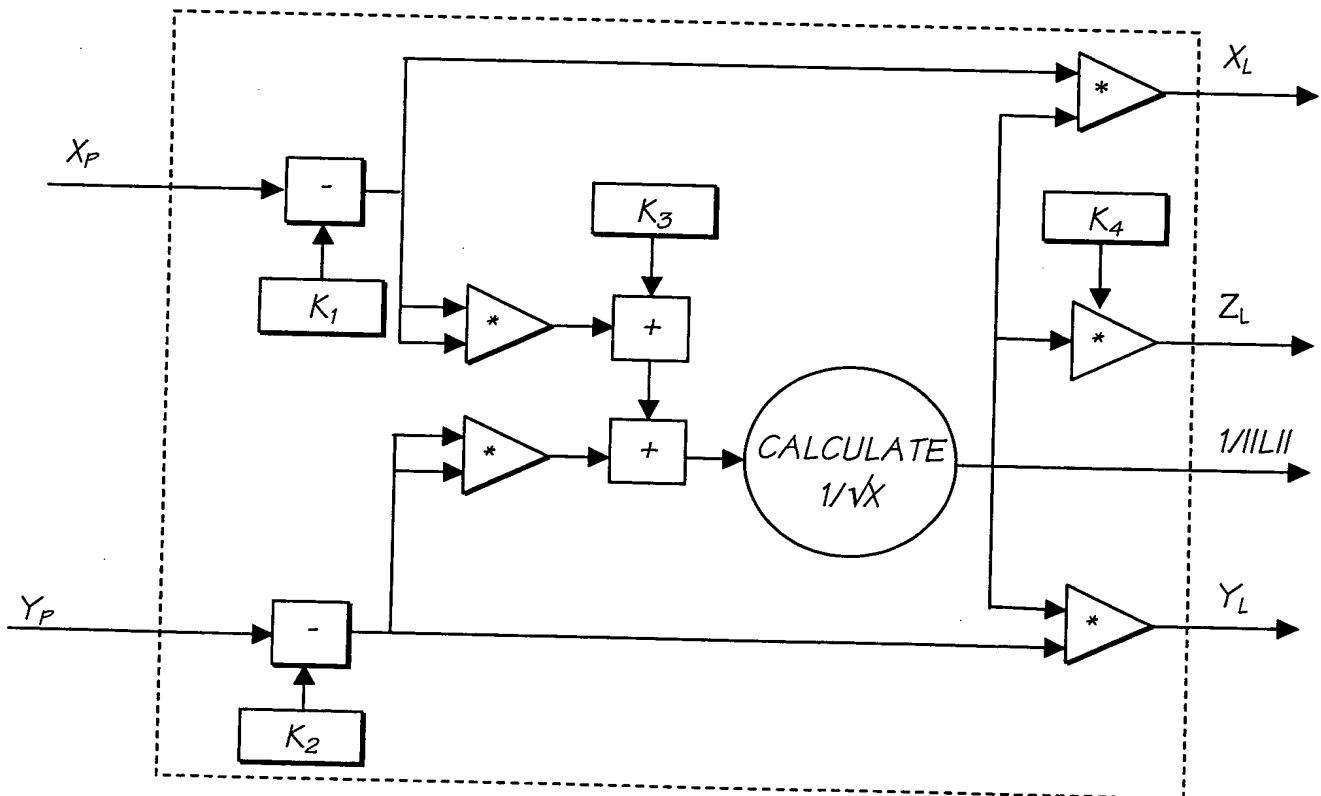 X_L
*
X_P
-
K_3
K_4
K_1
*
+
Z_L
*
*
+
CALCULATE
1/√X
1/||L||
Y_P
-
Y_L
*
K_2